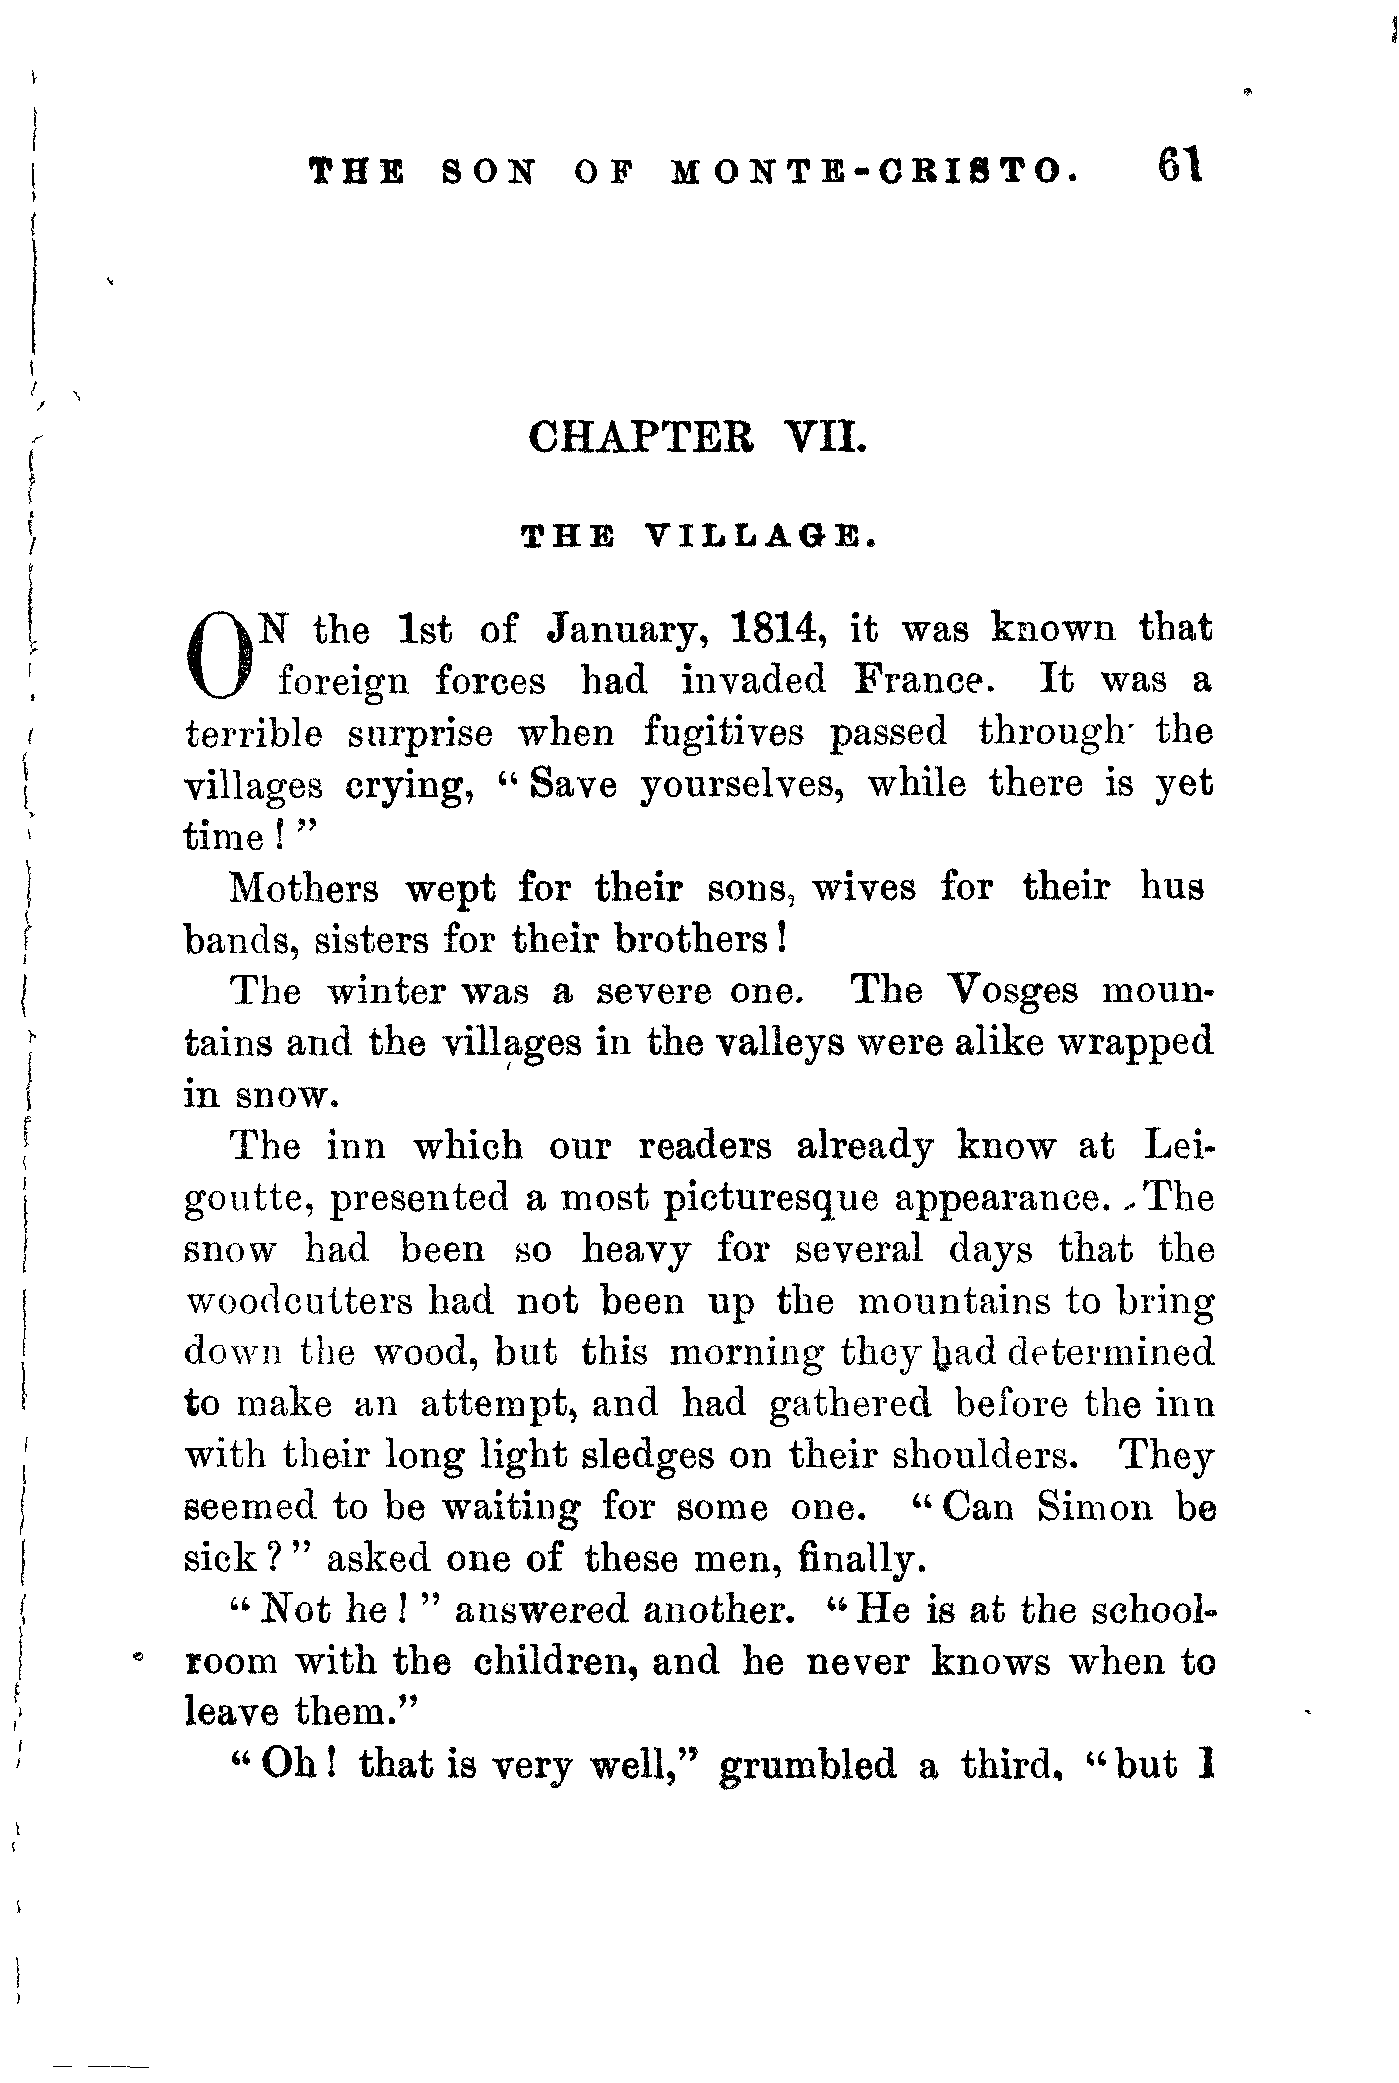 THE SON OF MONTE-CRISTO. 61
CHAPTER VII.
THE VILLAGE.
ON the 1st of January, 1814, it was known that
foreign forces had invaded France. It was a
terrible surprise when fugitives passed through the
villages crying, “Save yourselves, while there is yet
time!”
Mothers wept for their sons, wives for their hus
bands, sisters for their brothers!
The winter was a severe one. The Vosges moun-
tains and the villages in the valleys were alike wrapped
in snow.
The inn which our readers already know at Lei-
goutte, presented a most picturesque appearance. The
snow had been so heavy for several days that the
woodcutters had not been up the mountains to bring
down the wood, but this morning they had determined
to make an attempt, and had gathered before the inn
with their long light sledges on their shoulders. They
seemed to be waiting for some one. “Can Simon be
sick?” asked one of these men, finally.
“Not he!” answered another. “He is at the school-
room with the children, and he never knows when to
leave them.”
“Oh! that is very well,” grumbled a third, “but I